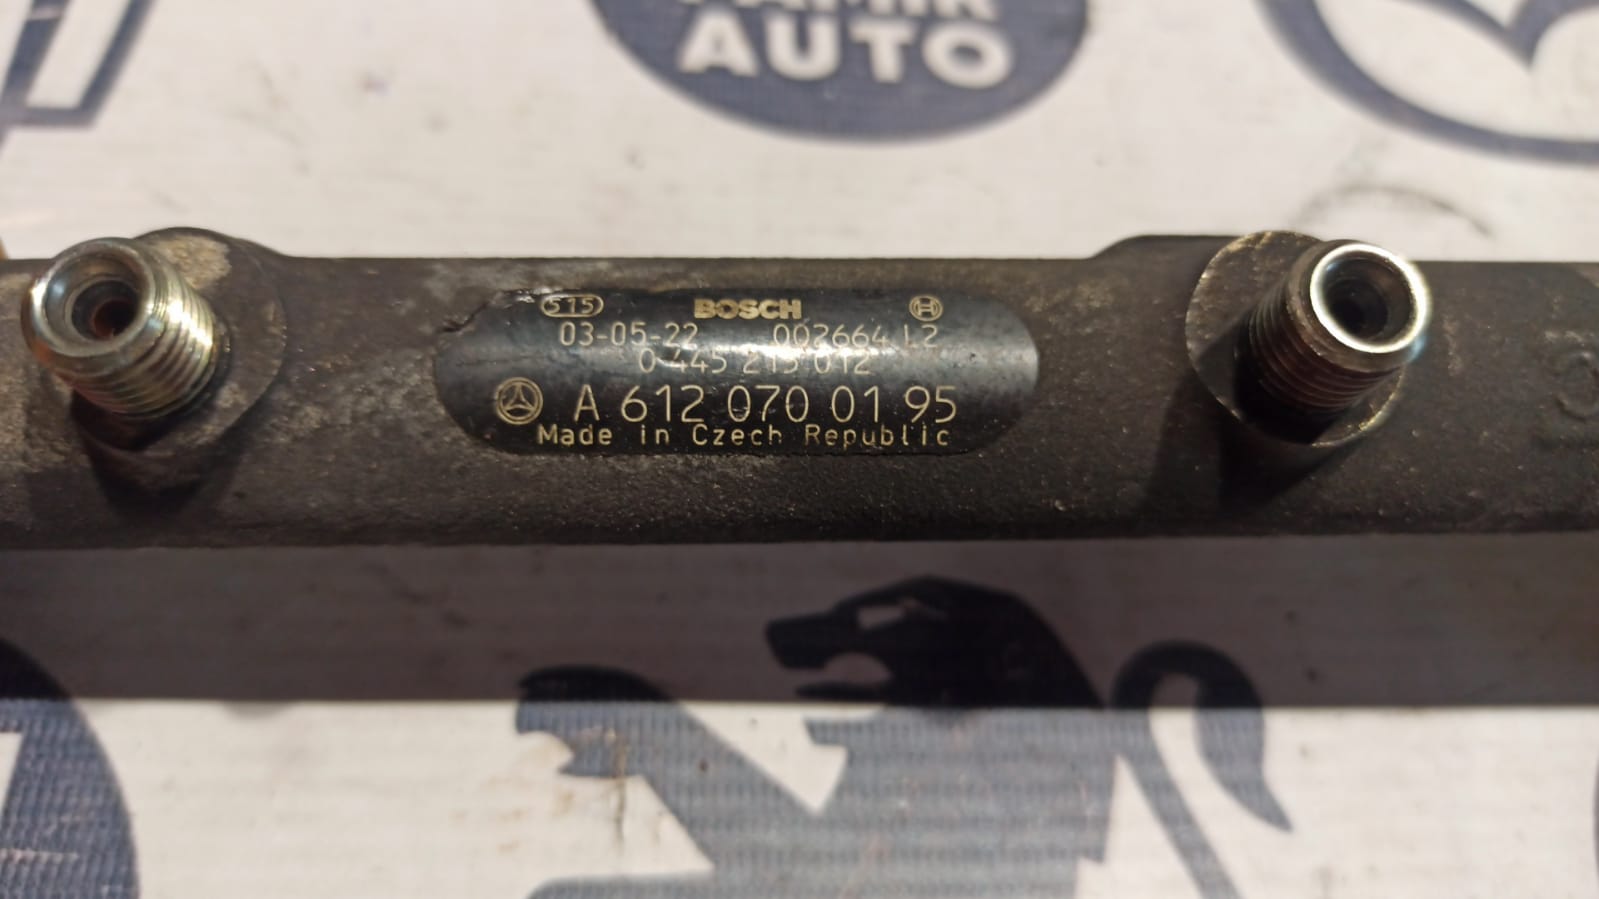 AUTO
515 BOSCH
03-05-22 002664 L2
0 445 215 012
A 612 070 01 95
Made in Czech Republic